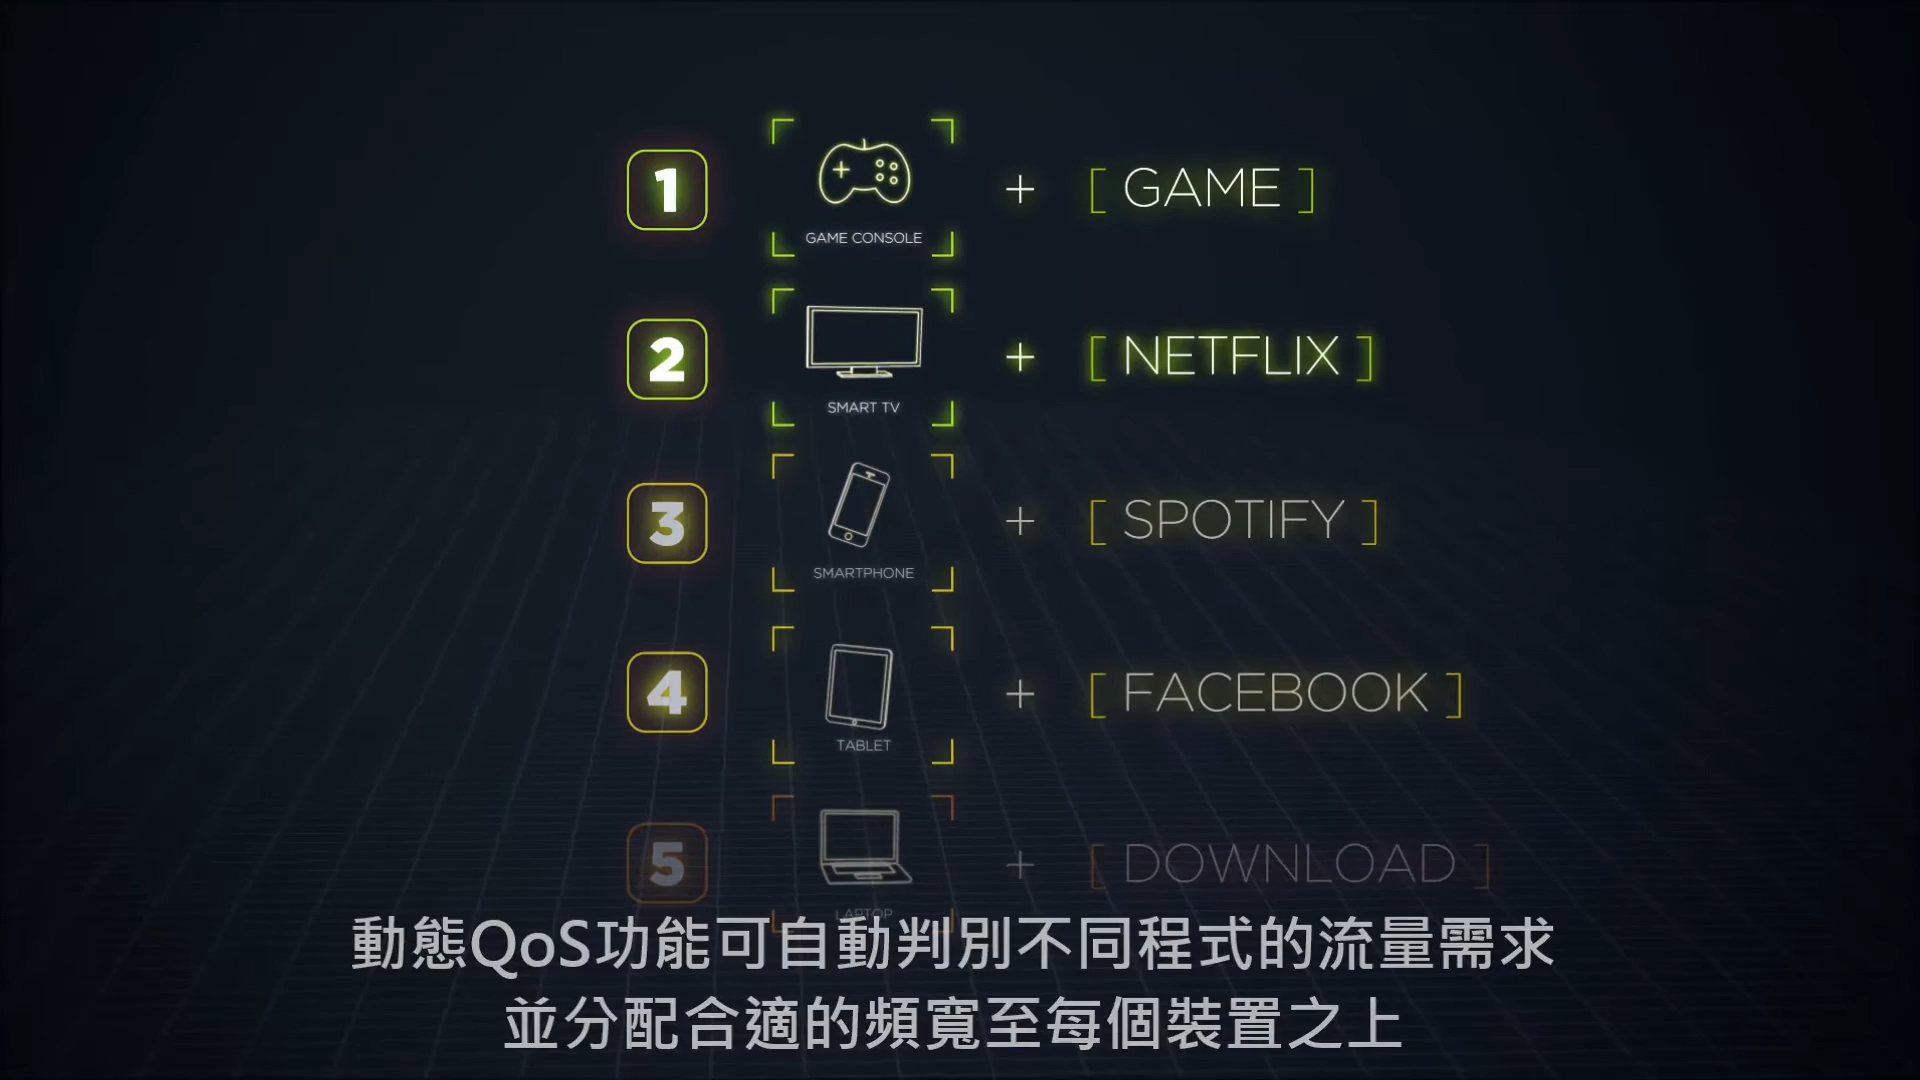 1
GAME CONSOLE
+ [ GAME ]
2
SMART TV
+ [ NETFLIX ]
3
SMARTPHONE
+ [ SPOTIFY ]
4
TABLET
+ [ FACEBOOK ]
5
LAPTOP
+ [ DOWNLOAD ]
動態QoS功能可自動判別不同程式的流量需求
並分配合適的頻寬至每個裝置之上